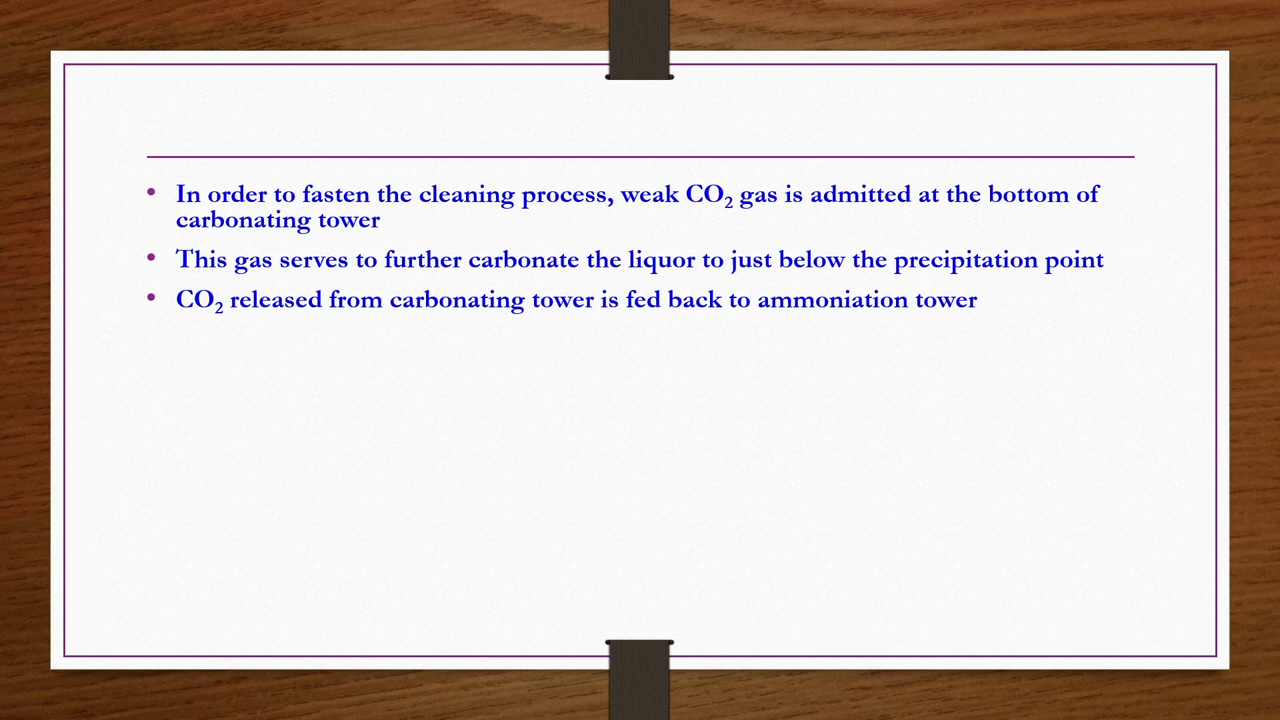 • In order to fasten the cleaning process, weak CO₂ gas is admitted at the bottom of
carbonating tower
• This gas serves to further carbonate the liquor to just below the precipitation point
• CO₂ released from carbonating tower is fed back to ammoniation tower